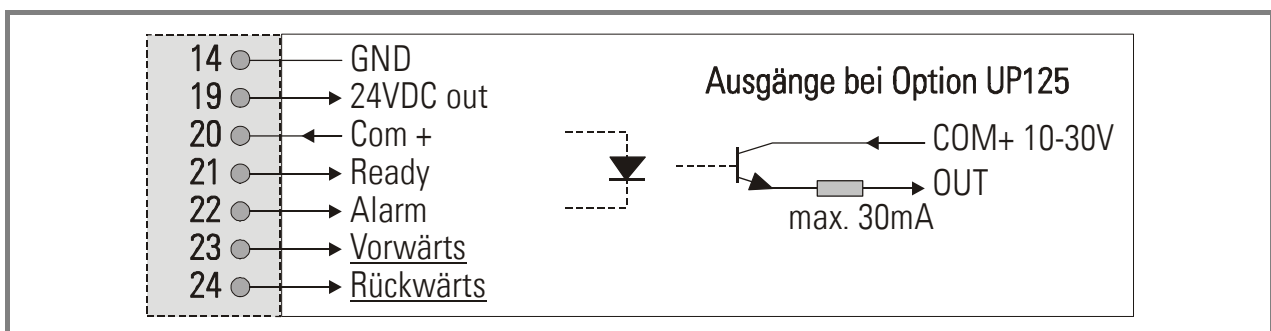 14 GND
19 24VDC out
20 Com +
21 Ready
22 Alarm
23 Vorwärts
24 Rückwärts
Ausgänge bei Option UP125
COM+ 10-30V
OUT
max. 30mA